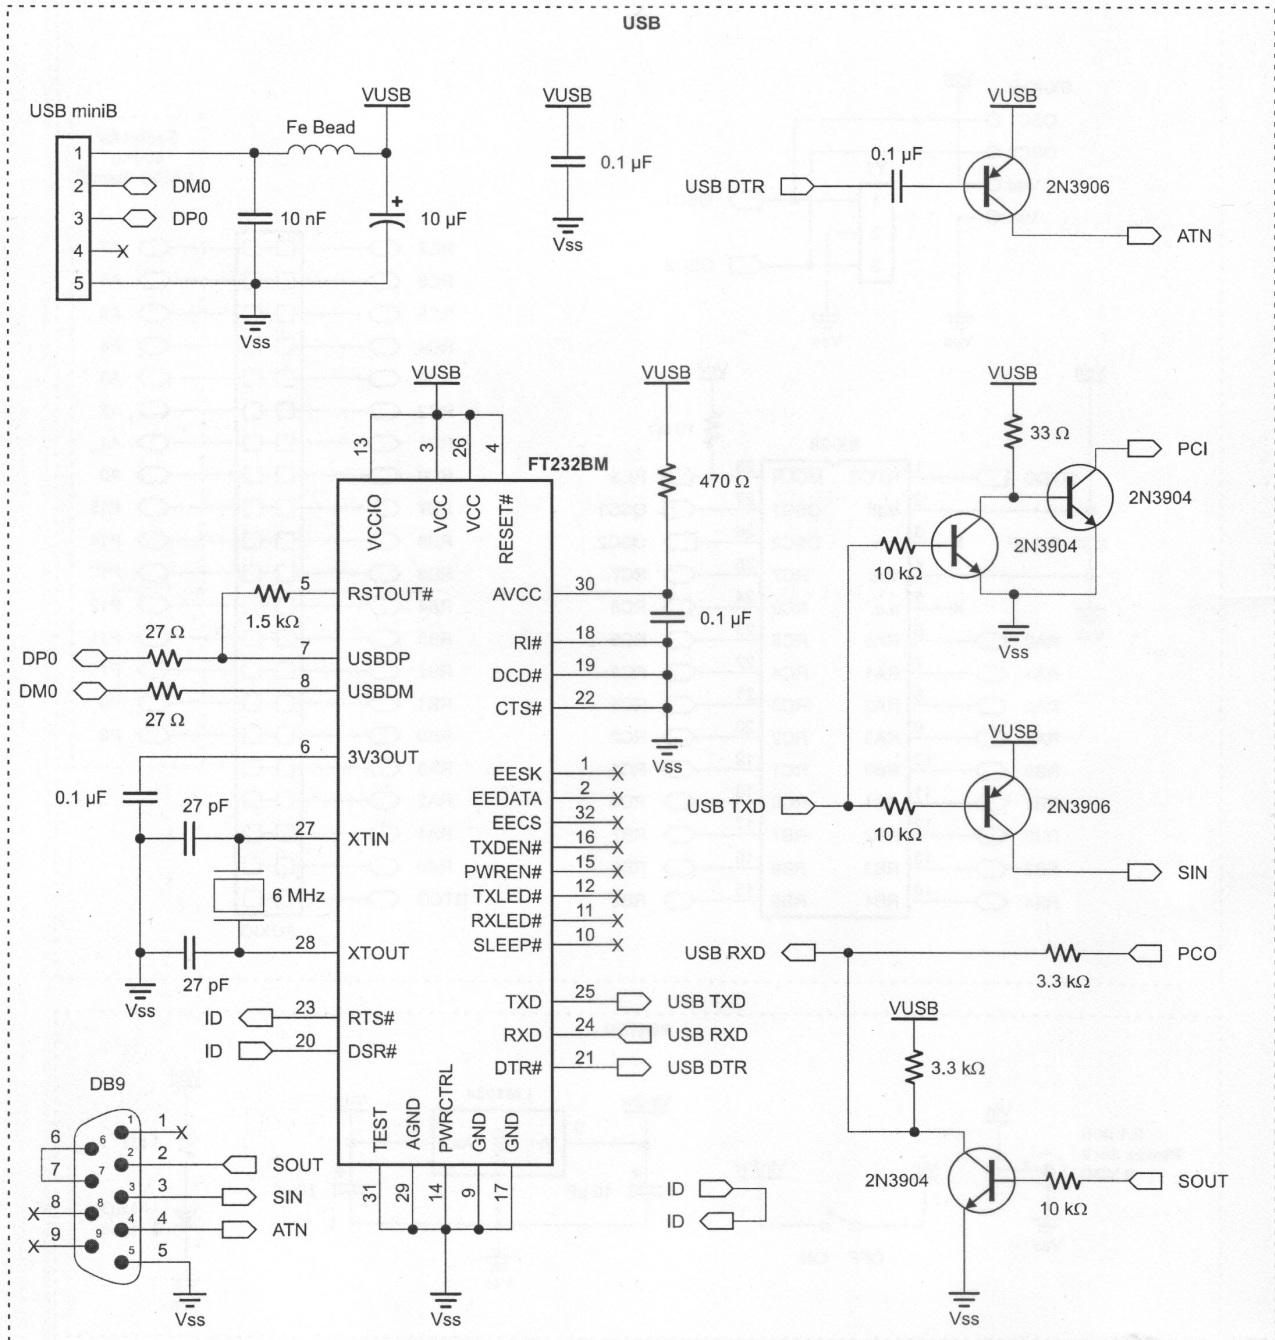 USB
USB miniB
1
2
3
4
5
DM0
DP0
X
Fe Bead
VUSB
10 nF
+
10 µF
Vss
VUSB
0.1 µF
Vss
USB DTR
0.1 µF
VUSB
2N3906
ATN
VUSB
13
3
26
4
FT232BM
VCCIO
VCC
VCC
RESET#
VUSB
470 Ω
30
AVCC
0.1 µF
18
RI#
19
DCD#
22
CTS#
Vss
5
RSTOUT#
1.5 kΩ
DP0
27 Ω
7
USBDP
DM0
27 Ω
8
USBDM
6
3V3OUT
0.1 µF
27 pF
27
XTIN
6 MHz
28
XTOUT
27 pF
Vss
EESK 1 X
EEDATA 2 X
EECS 32 X
TXDEN# 16 X
PWREN# 15 X
TXLED# 12 X
RXLED# 11 X
SLEEP# 10 X
TXD 25 USB TXD
RXD 24 USB RXD
DTR# 21 USB DTR
ID 23 RTS#
ID 20 DSR#
TEST
AGND
PWRCTRL
GND
GND
31
29
14
9
17
Vss
VUSB
33 Ω
PCI
2N3904
2N3904
10 kΩ
Vss
VUSB
USB TXD
10 kΩ
2N3906
SIN
USB RXD
3.3 kΩ
PCO
VUSB
3.3 kΩ
2N3904
10 kΩ
SOUT
Vss
ID
ID
DB9
1
1
X
6
6
2
2
SOUT
7
7
3
3
SIN
8
X
8
4
4
ATN
9
X
9
5
5
Vss